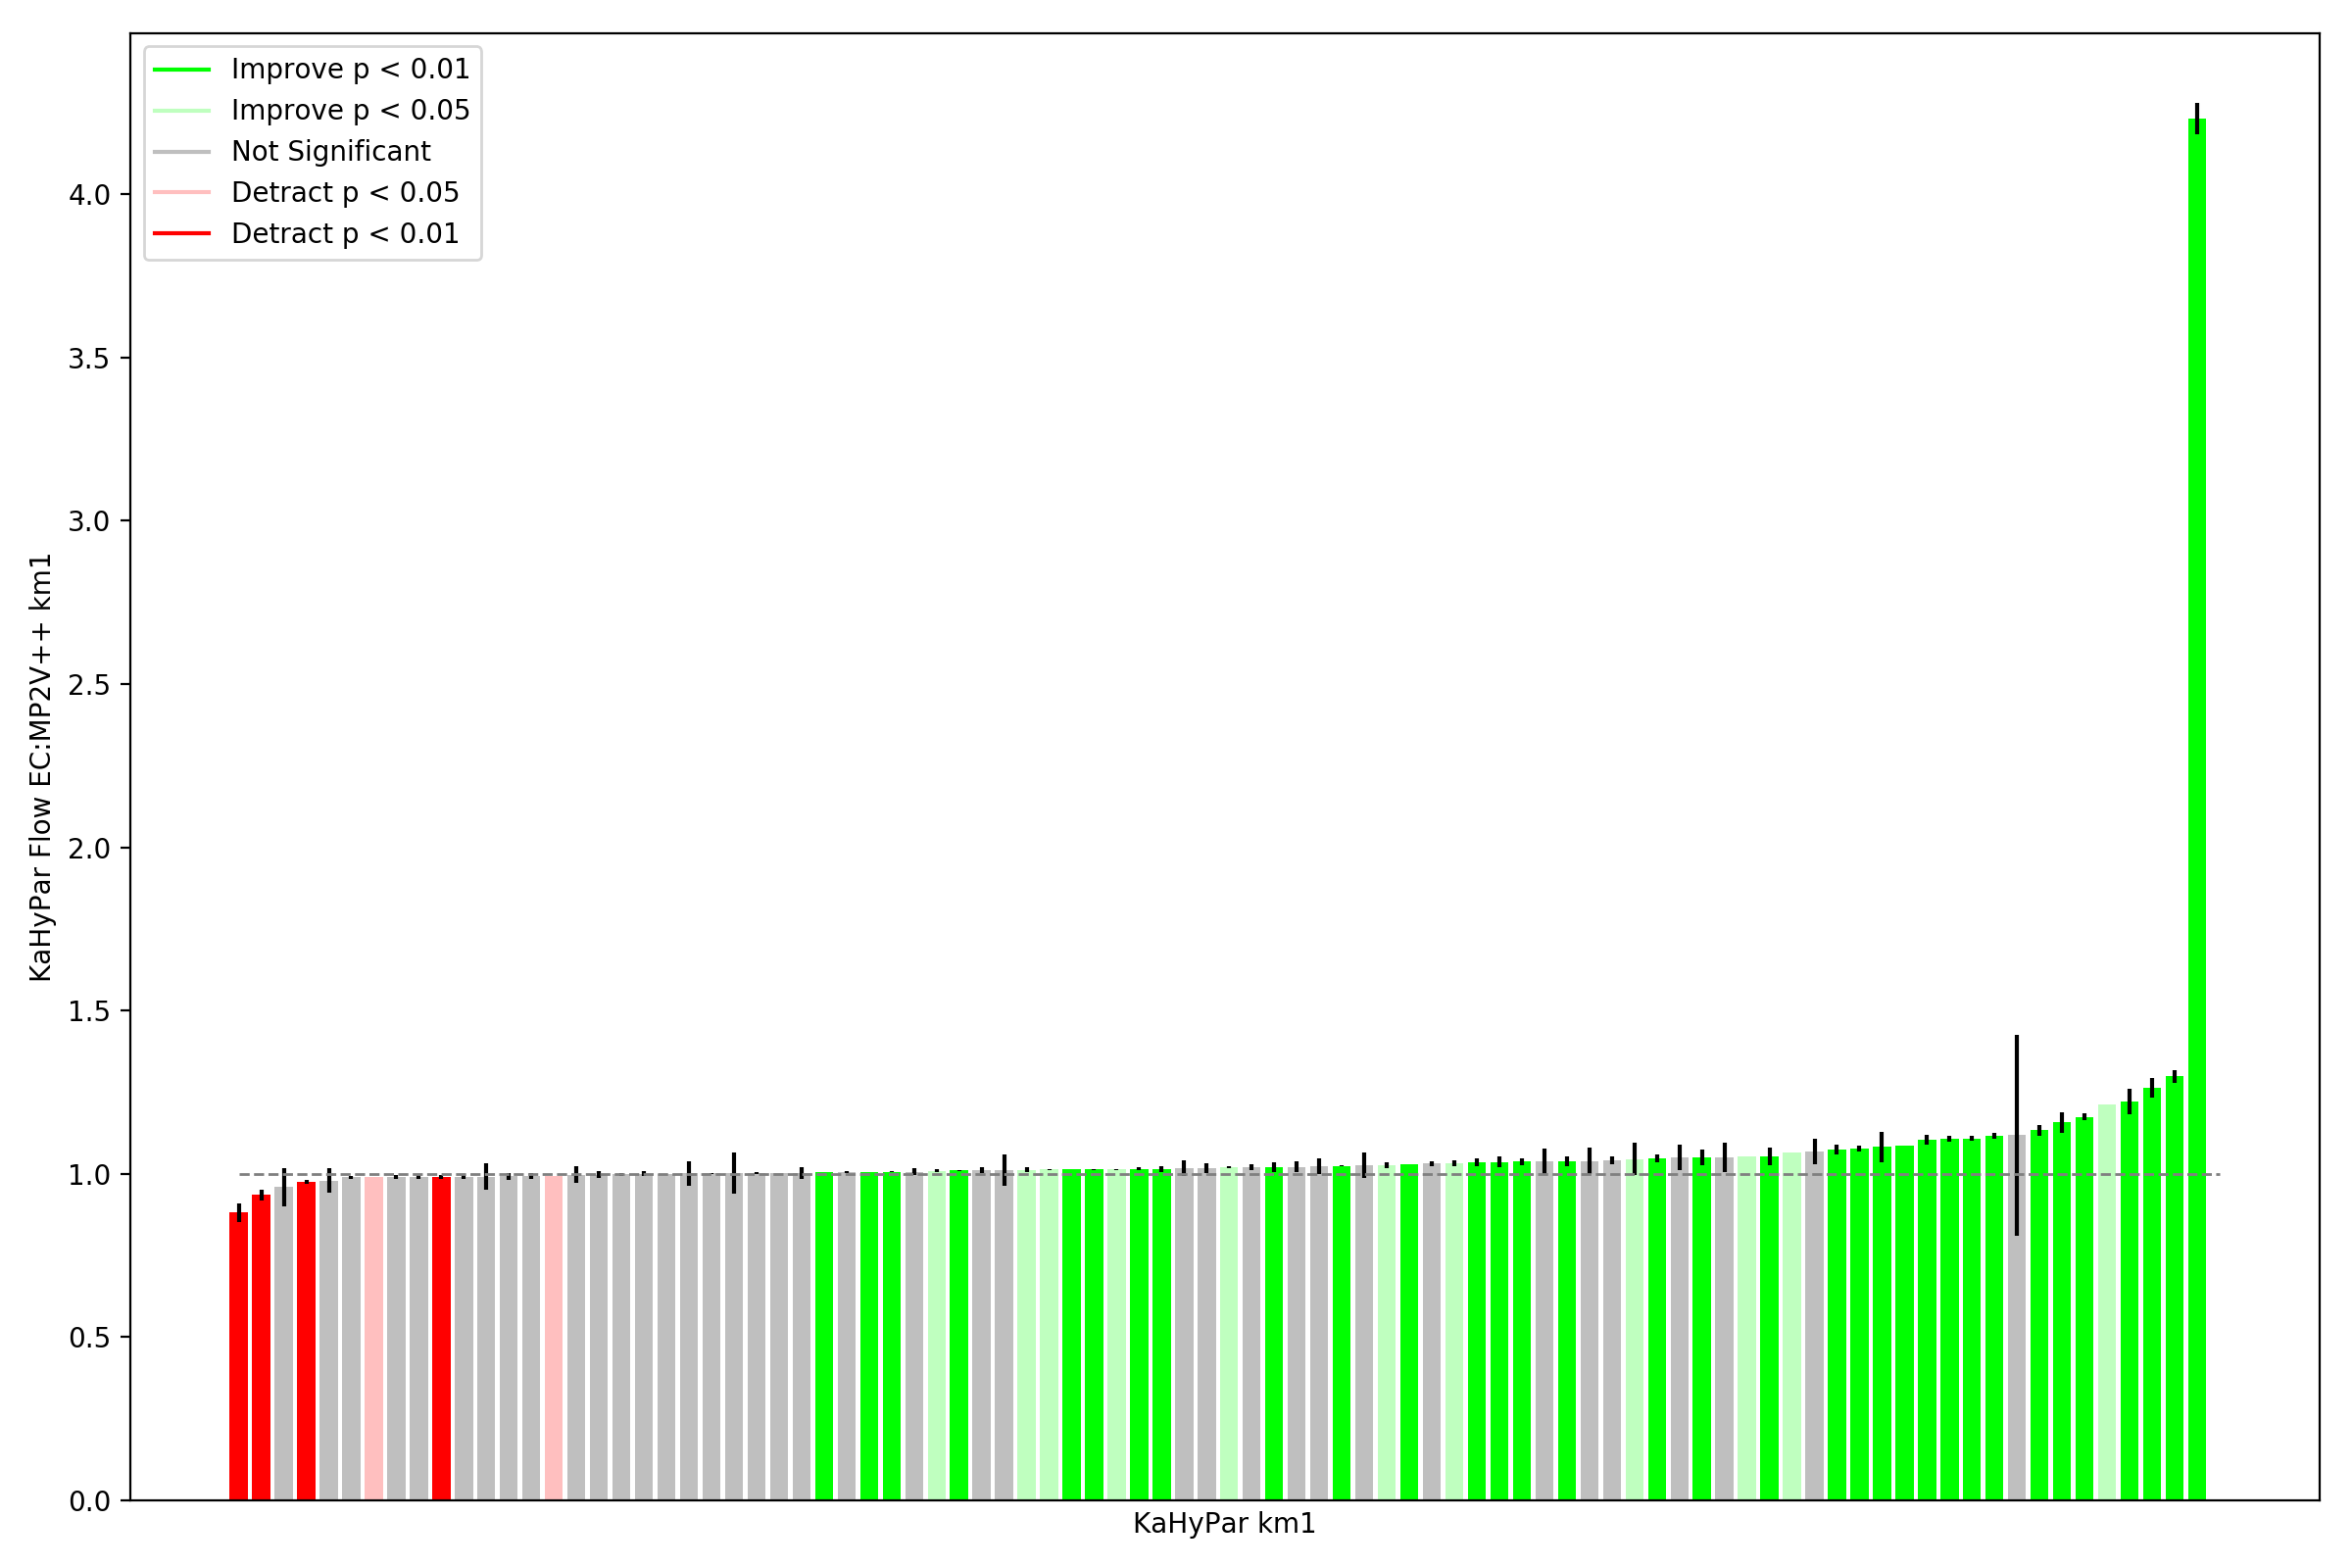 Improve p < 0.01
Improve p < 0.05
Not Significant
Detract p < 0.05
Detract p < 0.01
4.0
3.5
3.0
2.5
2.0
1.5
1.0
0.5
0.0
KaHyPar Flow EC:MP2V++ km1
KaHyPar km1